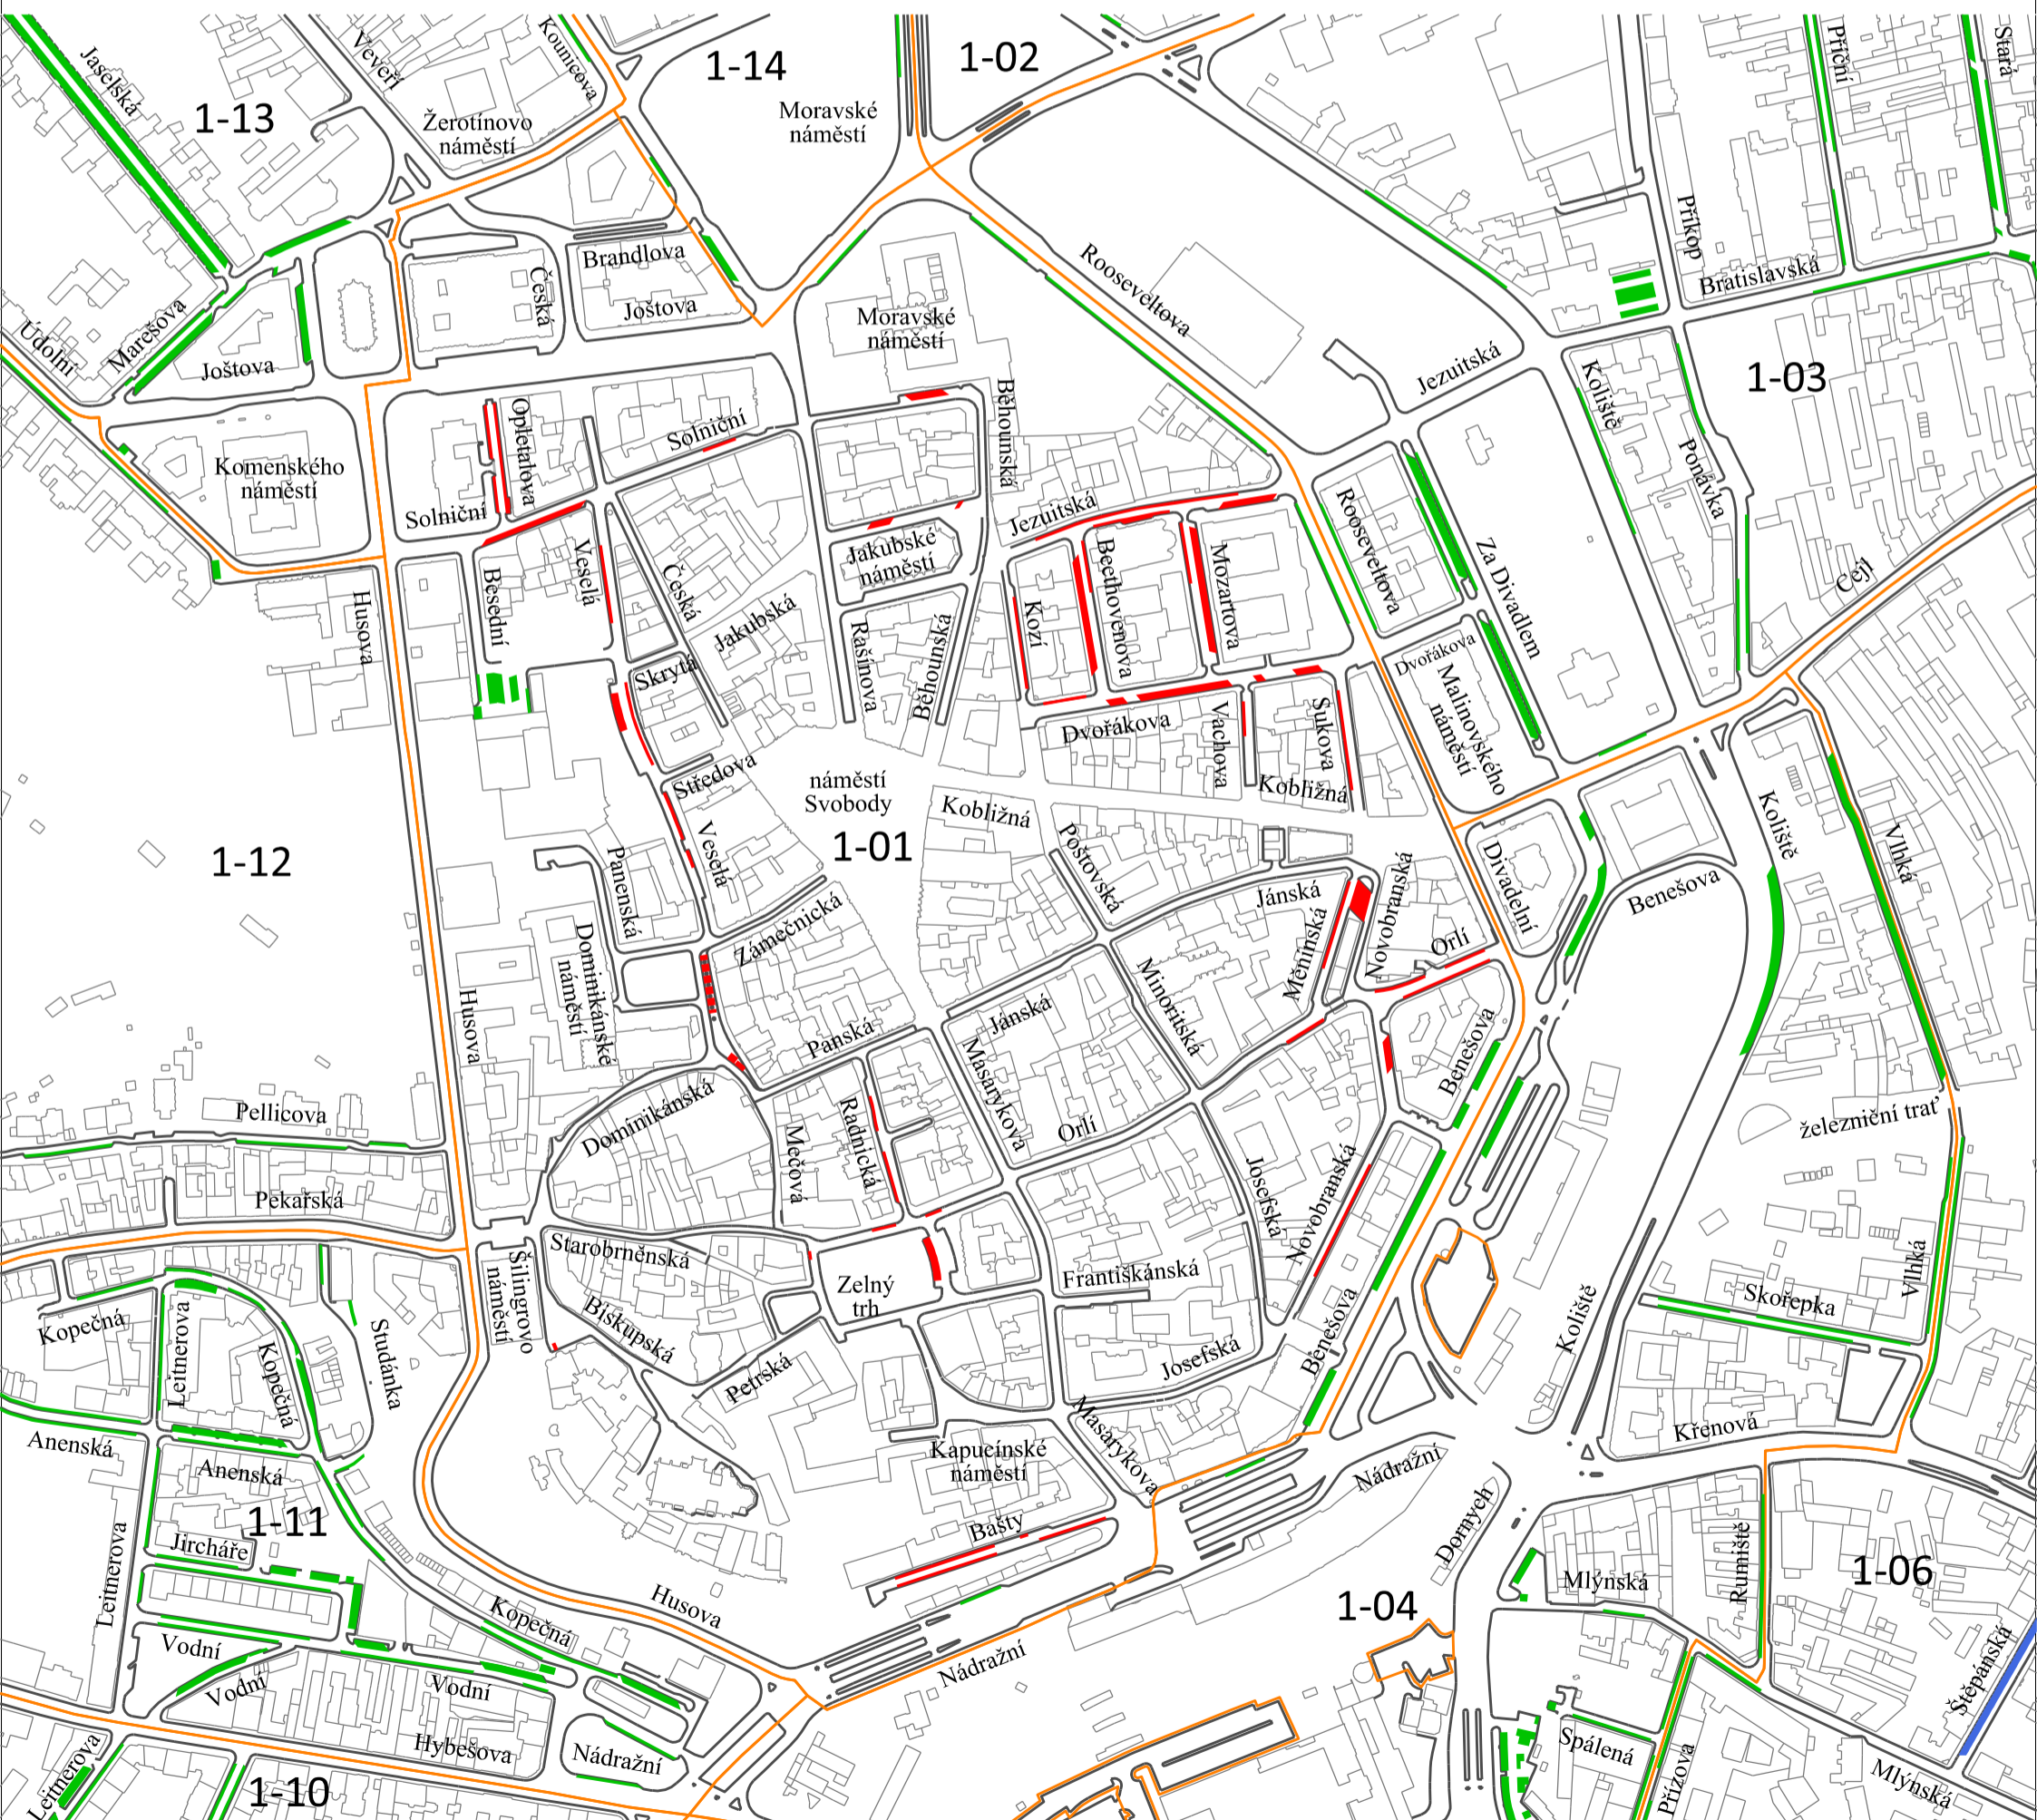 Jaselská
Veveří
Kounicova
1-14
1-02
Příční
Stará
1-13
Žerotínovo
náměstí
Moravské
náměstí
Příkop
Bratislavská
Brandlova
Česká
Joštova
Rooseveltova
Moravské
náměstí
Údolní
Marešova
Joštova
Jezuitská
Koliště
1-03
Opletalova
Solniční
Běhounská
Komenského
náměstí
Solniční
Jezuitská
Ponávka
Rooseveltova
Za Divadlem
Cejl
Jakubské
náměstí
Veselá
Besední
Česká
Husova
Jakubská
Skrytá
Rašínova
Běhounská
Kozí
Beethovenova
Mozartova
Dvořákova
Malinovského
náměstí
Dvořákova
Vachova
Sukova
Kobližná
Středova
náměstí
Svobody
Kobližná
1-01
1-12
Veselá
Panenská
Poštovská
Koliště
Vlhká
Divadelní
Benešova
Jánská
Novobranská
Měnínská
Orlí
Zámečnická
Dominikánské
náměstí
Husova
Panská
Jánská
Minoritská
Masarykova
Benešova
Pellicova
Dominikánská
Mečová
Radnická
Orlí
železniční trať
Pekařská
Josefská
Novobranská
Starobrněnská
Šilingrovo
náměstí
Biskupská
Zelný
trh
Františkánská
Benešova
Koliště
Skořepka
Vlhká
Kopečná
Leitnerova
Kopečná
Studánka
Petrská
Josefská
Masarykova
Křenová
Anenská
Anenská
Kapucínské
náměstí
Nádražní
1-11
Jircháře
Bašty
Dornych
Leitnerova
Rumiště
Mlýnská
1-06
1-04
Husova
Kopečná
Vodní
Vodní
Vodní
Nádražní
Štěpánská
Hybešova
Nádražní
Spálená
Přízova
Mlýnská
Leitnerova
1-10